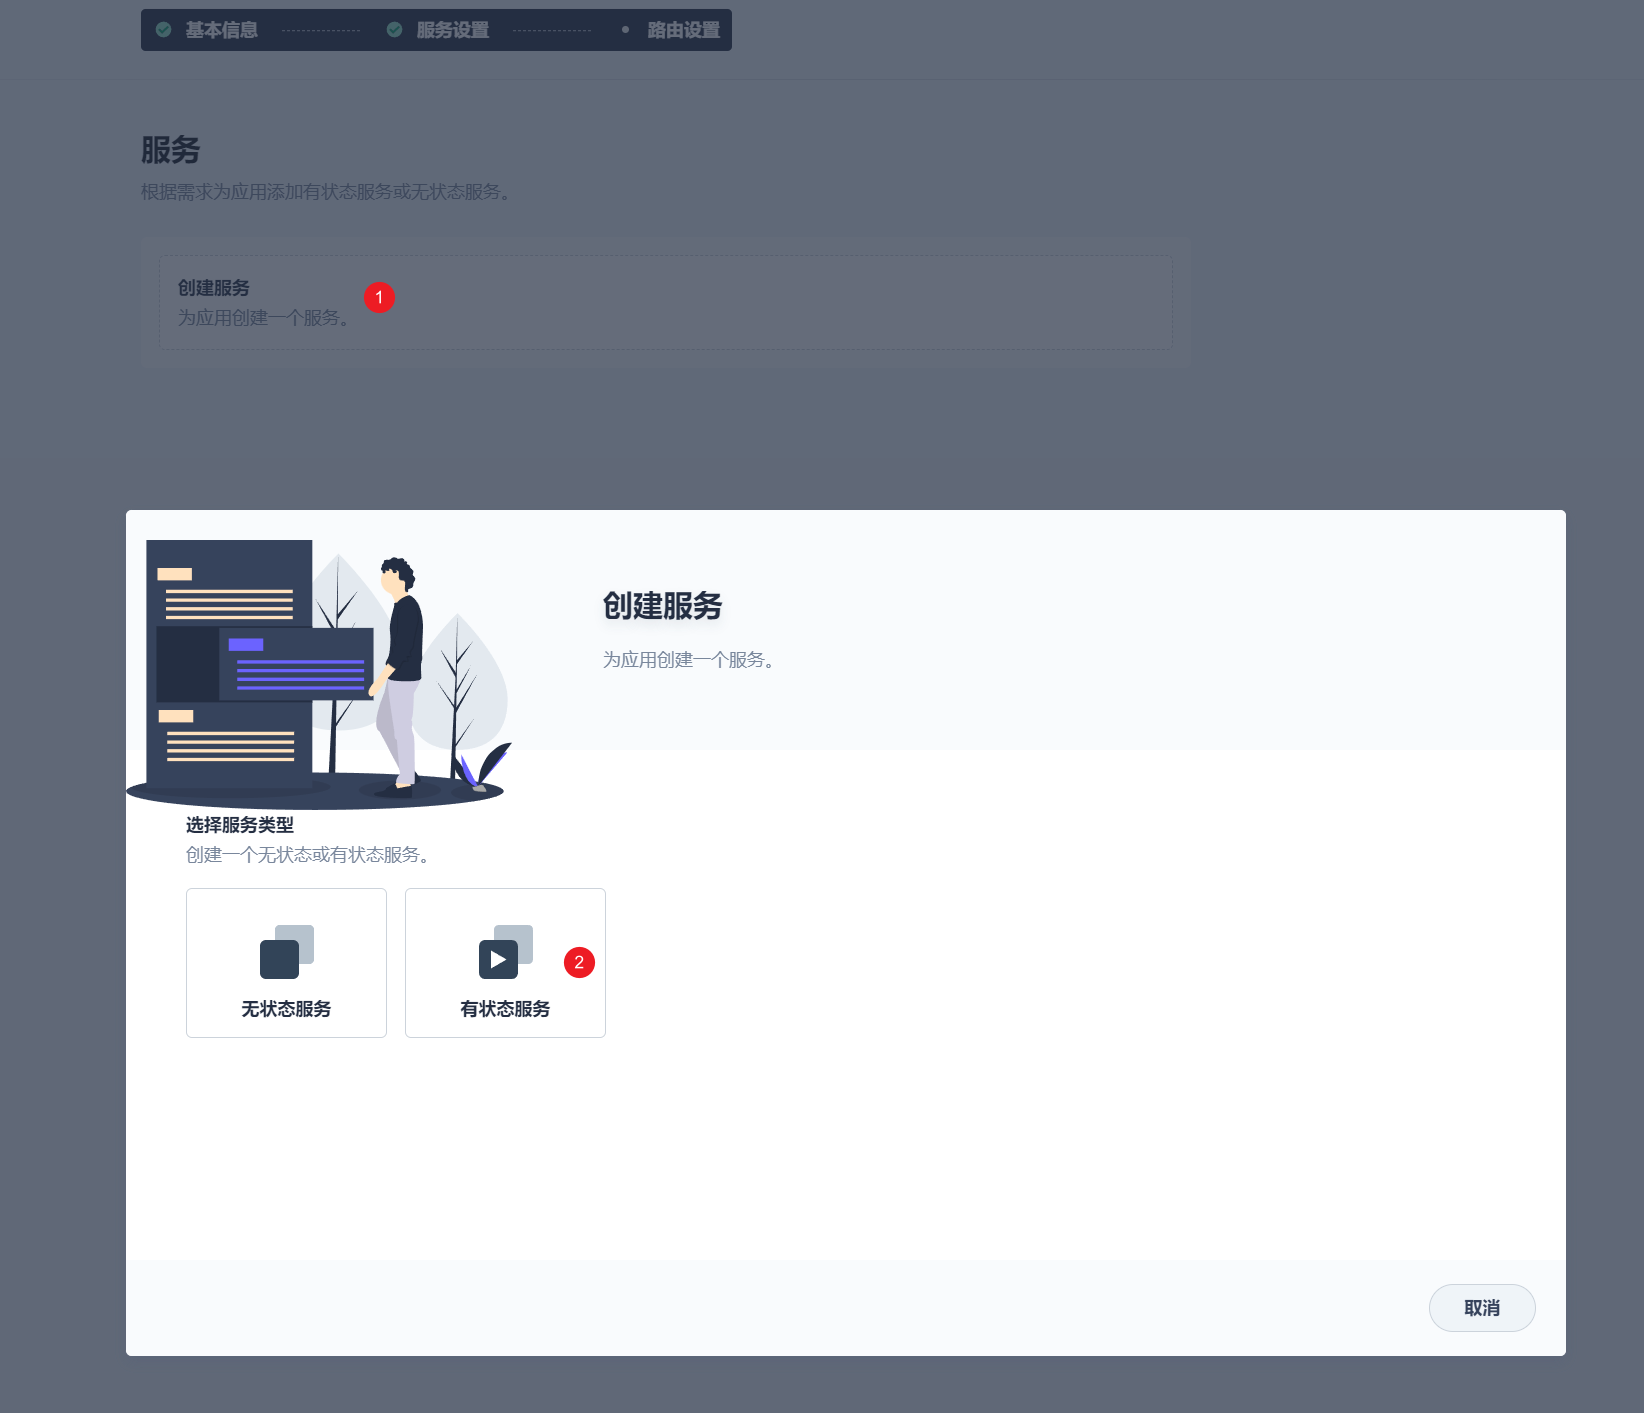 基本信息 服务设置 路由设置
服务
根据需求为应用添加有状态服务或无状态服务。
创建服务
1
为应用创建一个服务。
创建服务
为应用创建一个服务。
选择服务类型
创建一个无状态或有状态服务。
2
无状态服务 有状态服务
取消